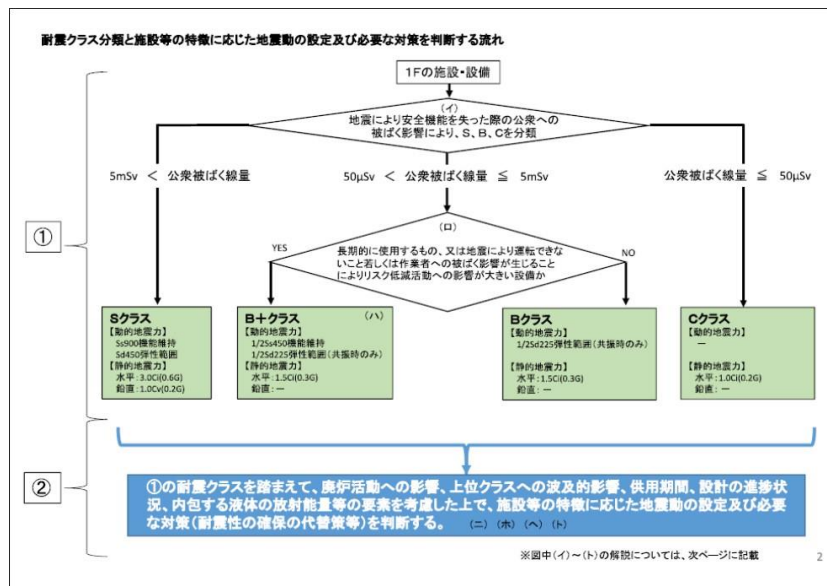 耐震クラス分類と施設等の特徴に応じた地震動の設定及び必要な対策を判断する流れ
1Fの施設・設備
(イ)
地震により安全機能を失った際の公衆への
被ばく影響により、S、B、Cを分類
5mSv < 公衆被ばく線量
50μSv < 公衆被ばく線量 ≦ 5mSv
公衆被ばく線量 ≦ 50μSv
①
(ロ)
YES
NO
長期的に使用するもの、又は地震により運転できな
いこと若しくは作業者への被ばく影響が生じること
によりリスク低減活動への影響が大きい設備か
Sクラス
【動的地震力】
Ss900機能維持
Sd450弾性範囲
【静的地震力】
水平:3.0Ci(0.6G)
鉛直:1.0Cv(0.2G)
B+クラス (ハ)
【動的地震力】
1/2Ss450機能維持
1/2Sd225弾性範囲(共振時のみ)
【静的地震力】
水平:1.5Ci(0.3G)
鉛直:―
Bクラス
【動的地震力】
1/2Sd225弾性範囲(共振時のみ)
【静的地震力】
水平:1.5Ci(0.3G)
鉛直:―
Cクラス
【動的地震力】
―
【静的地震力】
水平:1.0Ci(0.2G)
鉛直:―
②
①の耐震クラスを踏まえて、廃炉活動への影響、上位クラスへの波及的影響、供用期間、設計の進捗状
況、内包する液体の放射能量等の要素を考慮した上で、施設等の特徴に応じた地震動の設定及び必要
な対策(耐震性の確保の代替策等)を判断する。 (ニ) (ホ) (ヘ) (ト)
※図中(イ)~(ト)の解説については、次ページに記載
2